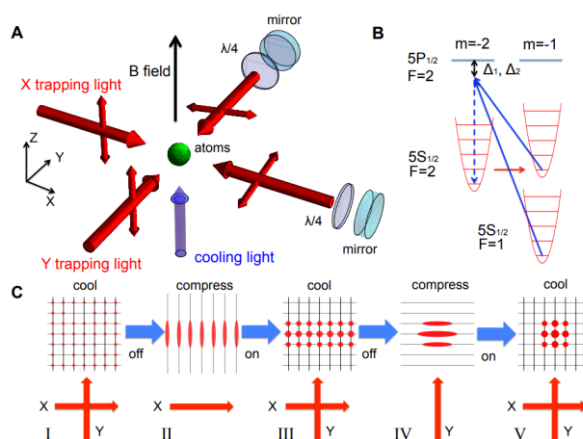 A
B field
λ/4
mirror
X trapping light
Z
Y
X
atoms
Y trapping light
cooling light
λ/4
mirror
B
m=-2 m=-1
5P1/2
F=2
Δ1, Δ2
5S1/2
F=2
5S1/2
F=1
C
cool compress cool compress cool
off on off on
X X X
I Y II III Y IV Y V Y